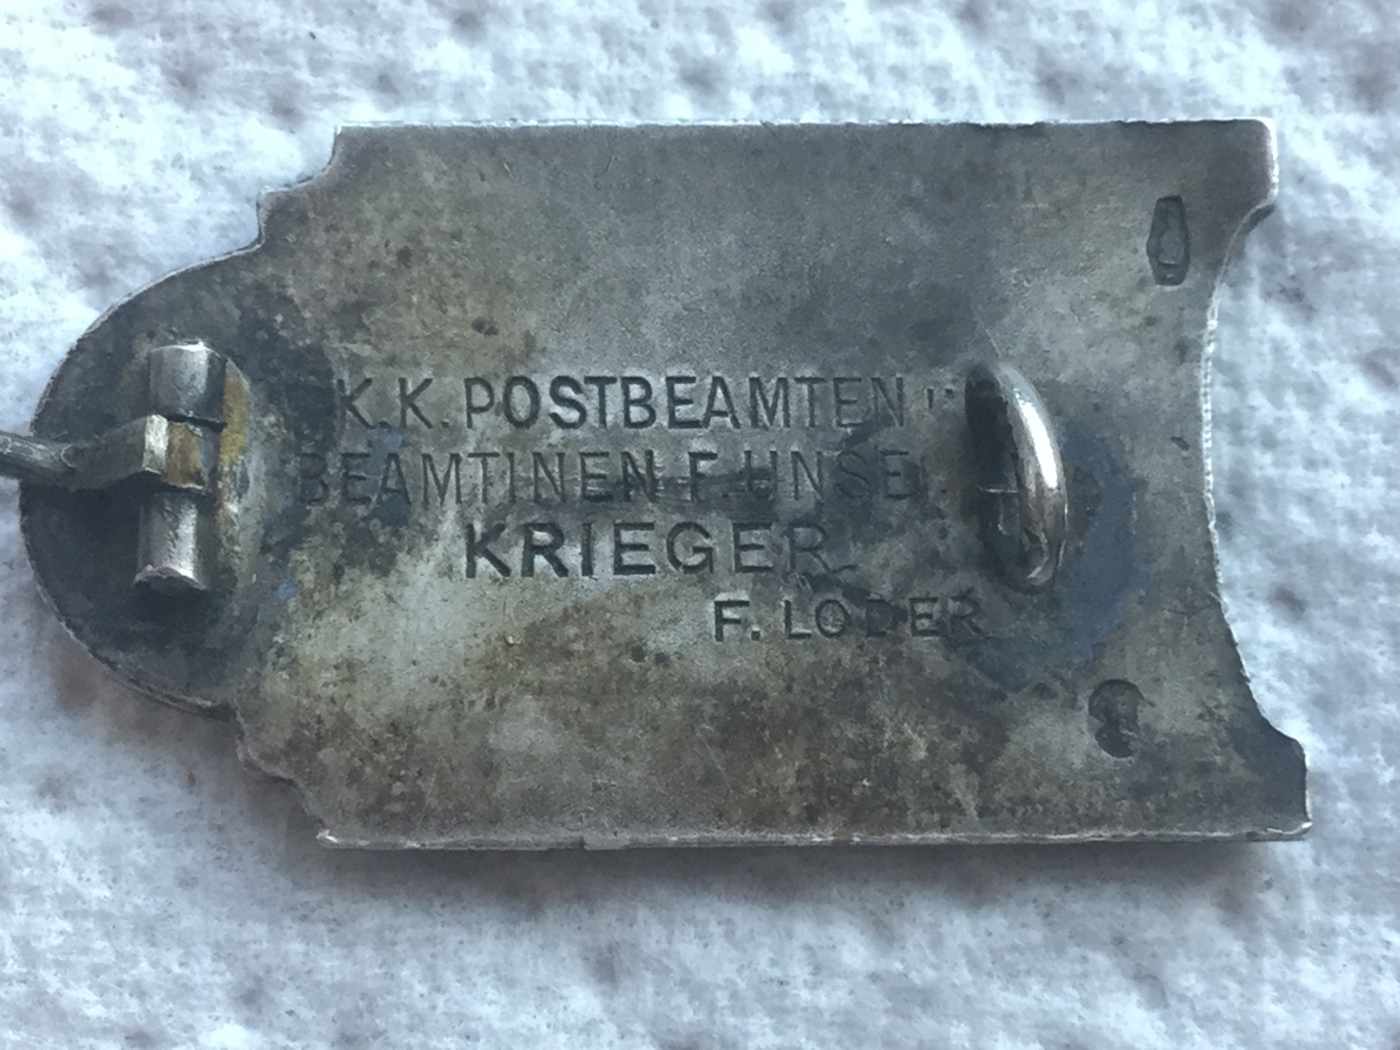 K.K. POSTBEAMTEN "
BEAMTINEN F. UNSE
KRIEGER
F. LODER